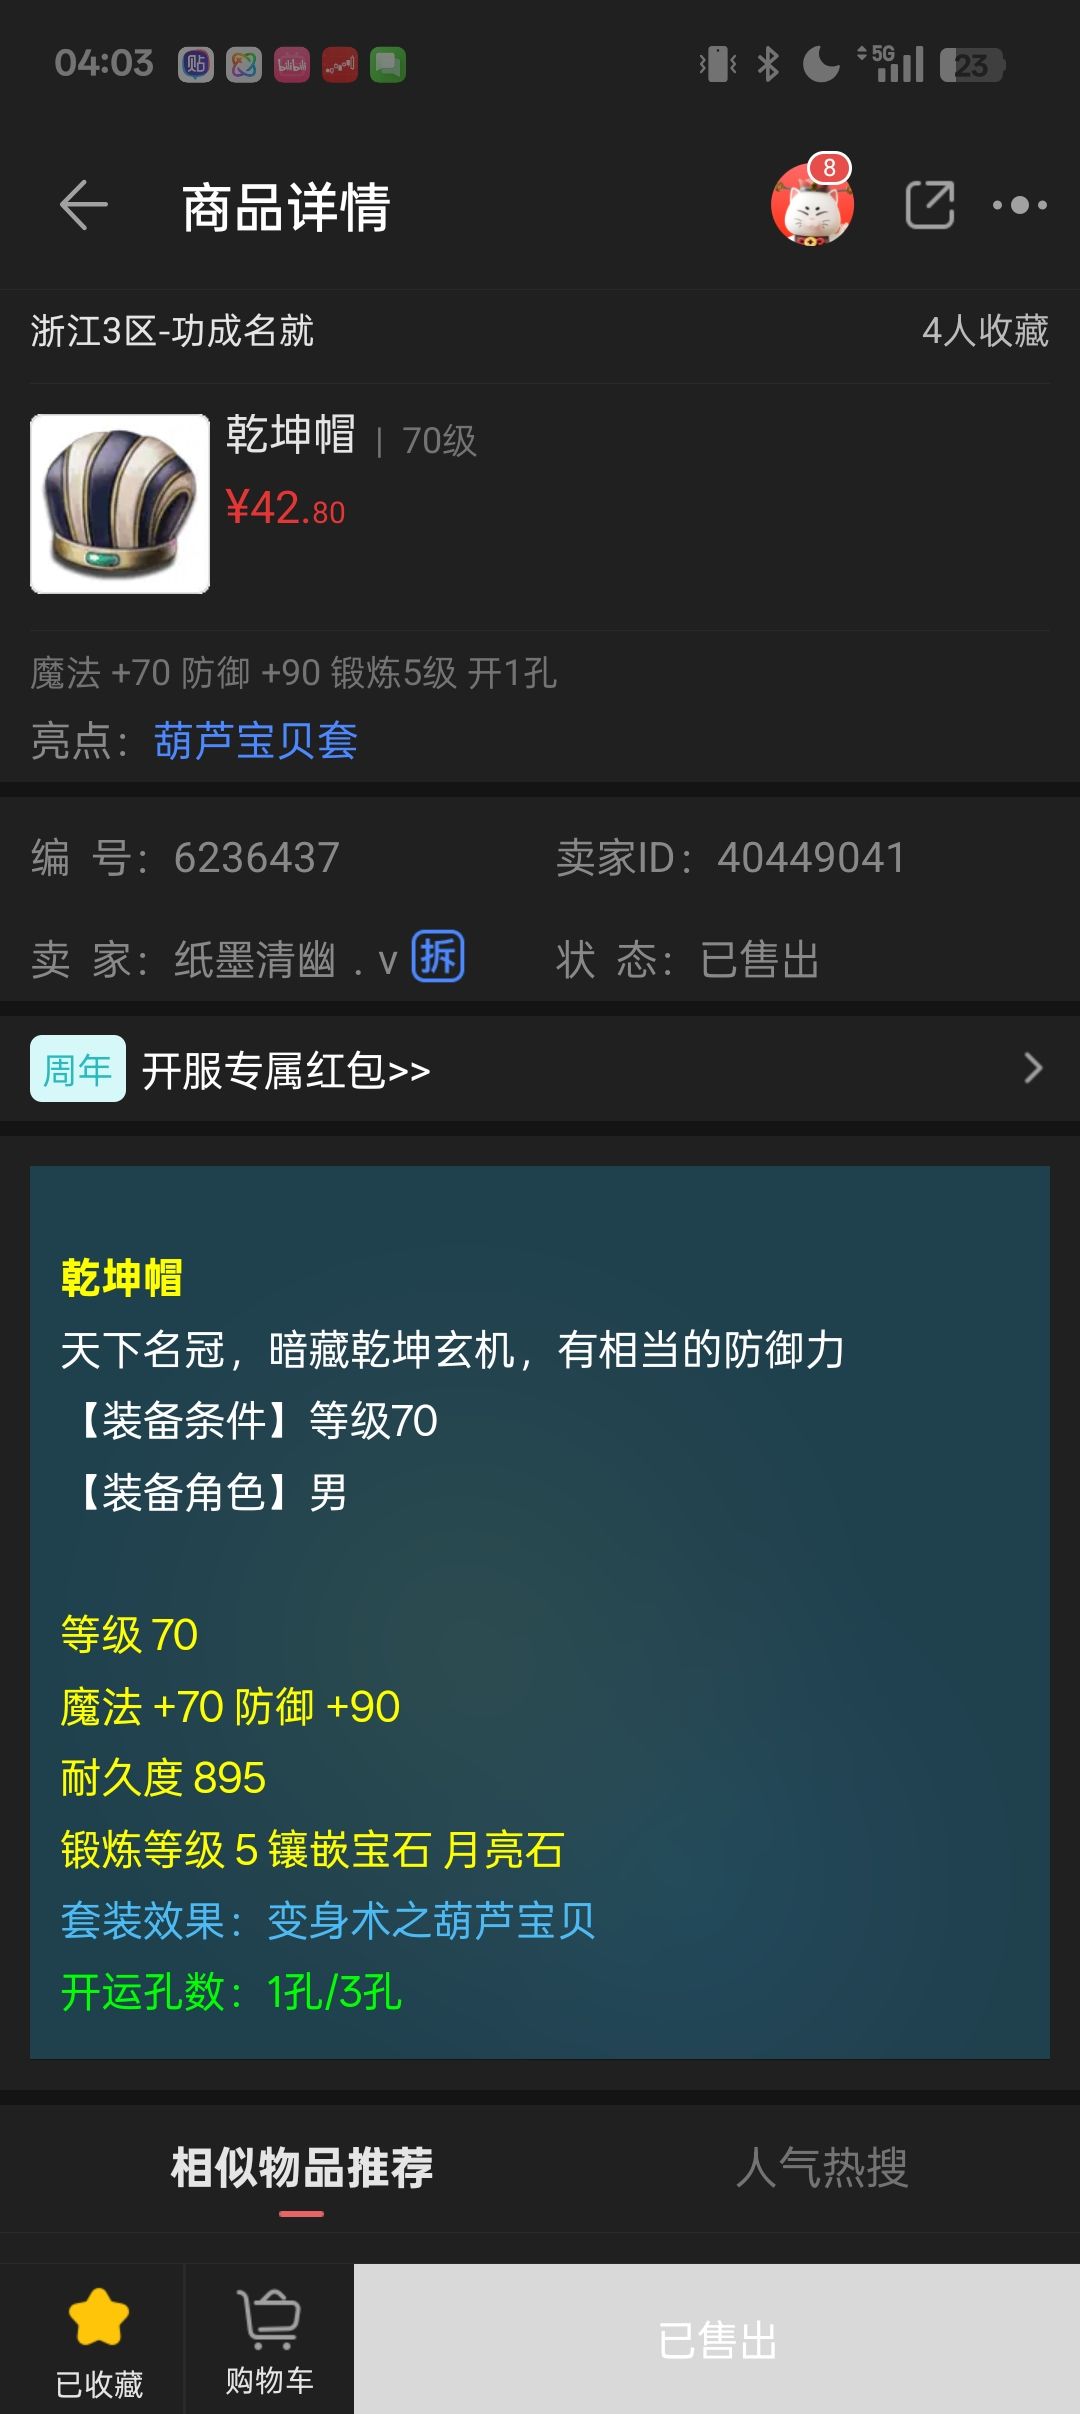 04:03 贴 bilibili 5G 23
商品详情 8
浙江3区-功成名就 4人收藏
乾坤帽 | 70级
¥42.80
魔法 +70 防御 +90 锻炼5级 开1孔
亮点：葫芦宝贝套
编 号：6236437 卖家ID：40449041
卖 家：纸墨清幽．v 拆 状 态：已售出
周年 开服专属红包>>
乾坤帽
天下名冠，暗藏乾坤玄机，有相当的防御力
【装备条件】等级70
【装备角色】男
等级 70
魔法 +70 防御 +90
耐久度 895
锻炼等级 5 镶嵌宝石 月亮石
套装效果：变身术之葫芦宝贝
开运孔数：1孔/3孔
相似物品推荐 人气热搜
已收藏 购物车 已售出